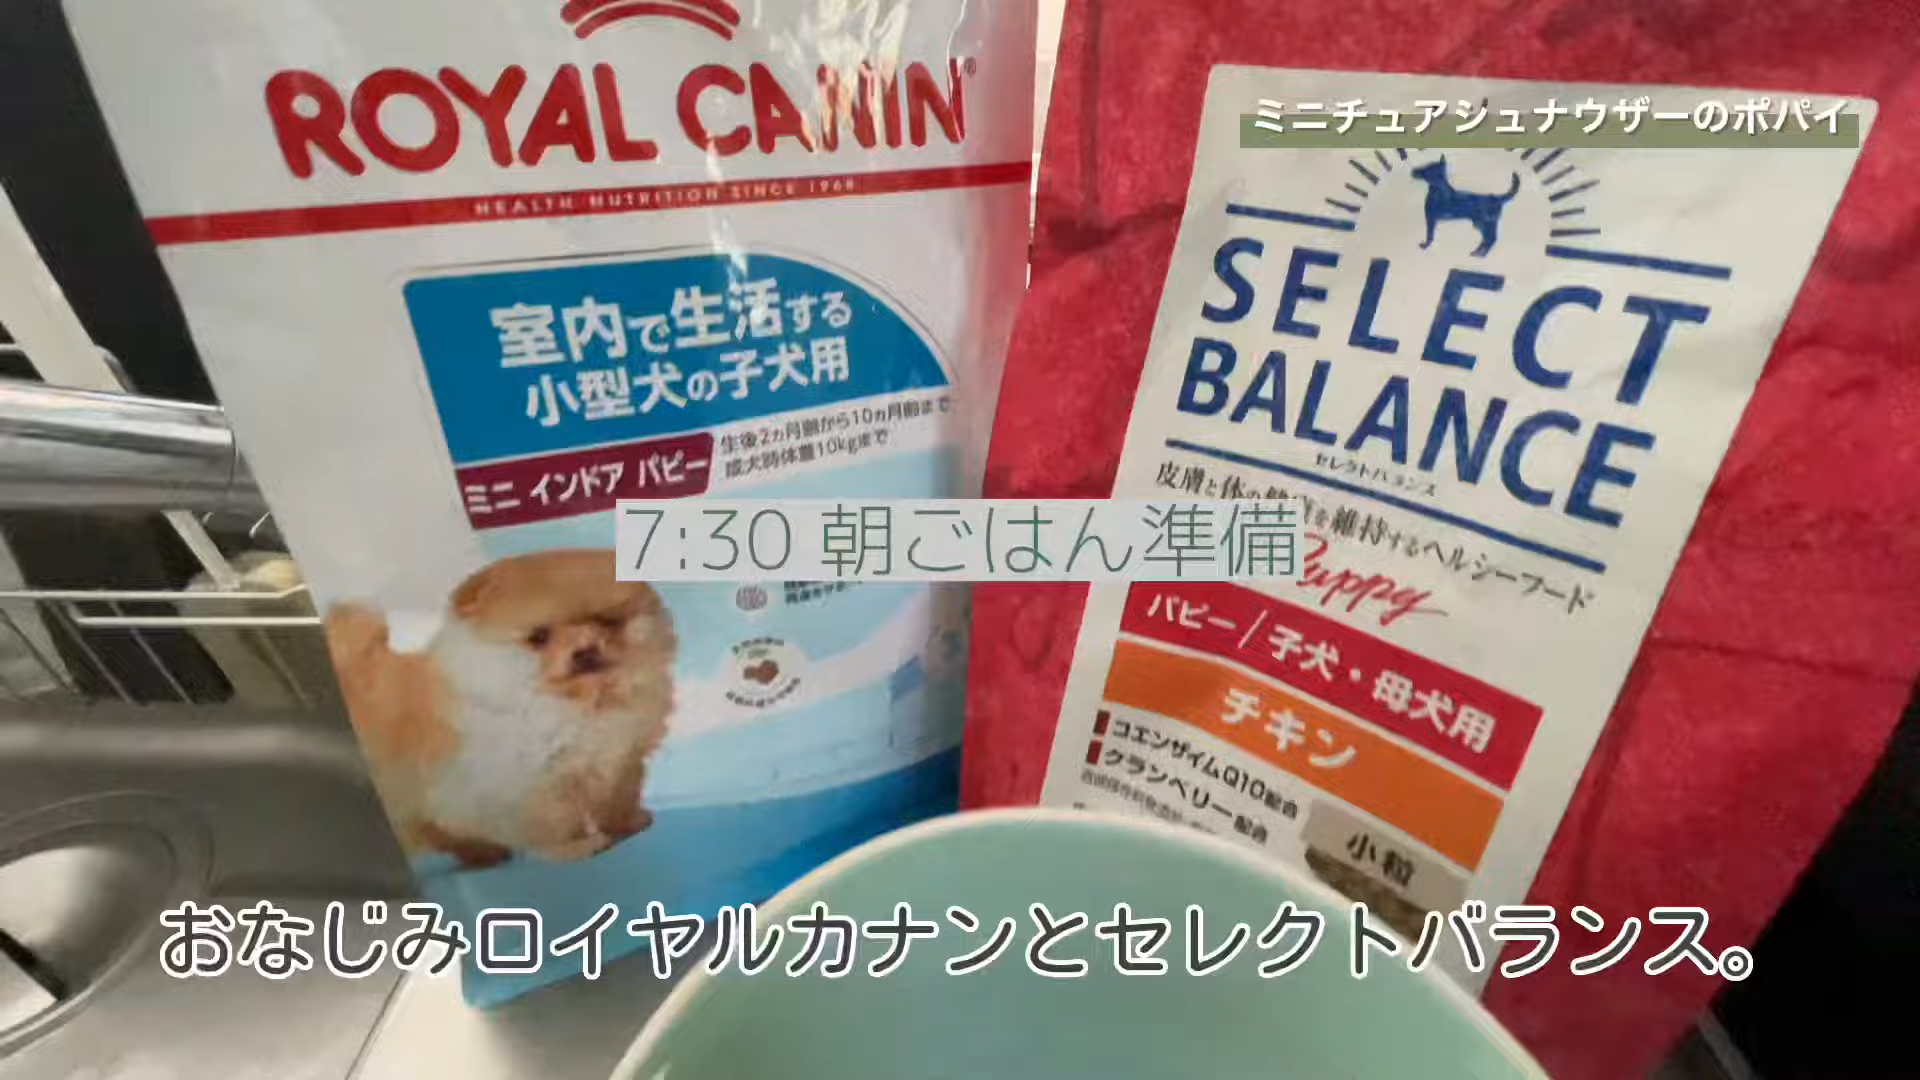 ROYAL CANIN
HEALTH NUTRITION SINCE 1968
室内で生活する
小型犬の子犬用
ミニ インドア パピー
生後2ヵ月齢から10ヵ月齢まで
成犬時体重10kgまで
ミニチュアシュナウザーのポパイ
SELECT
BALANCE
セレクトバランス
皮膚と体の健康を維持するヘルシーフード
Puppy
パピー/子犬・母犬用
チキン
コエンザイムQ10配合
クランベリー配合
小粒
7:30 朝ごはん準備
おなじみロイヤルカナンとセレクトバランス。